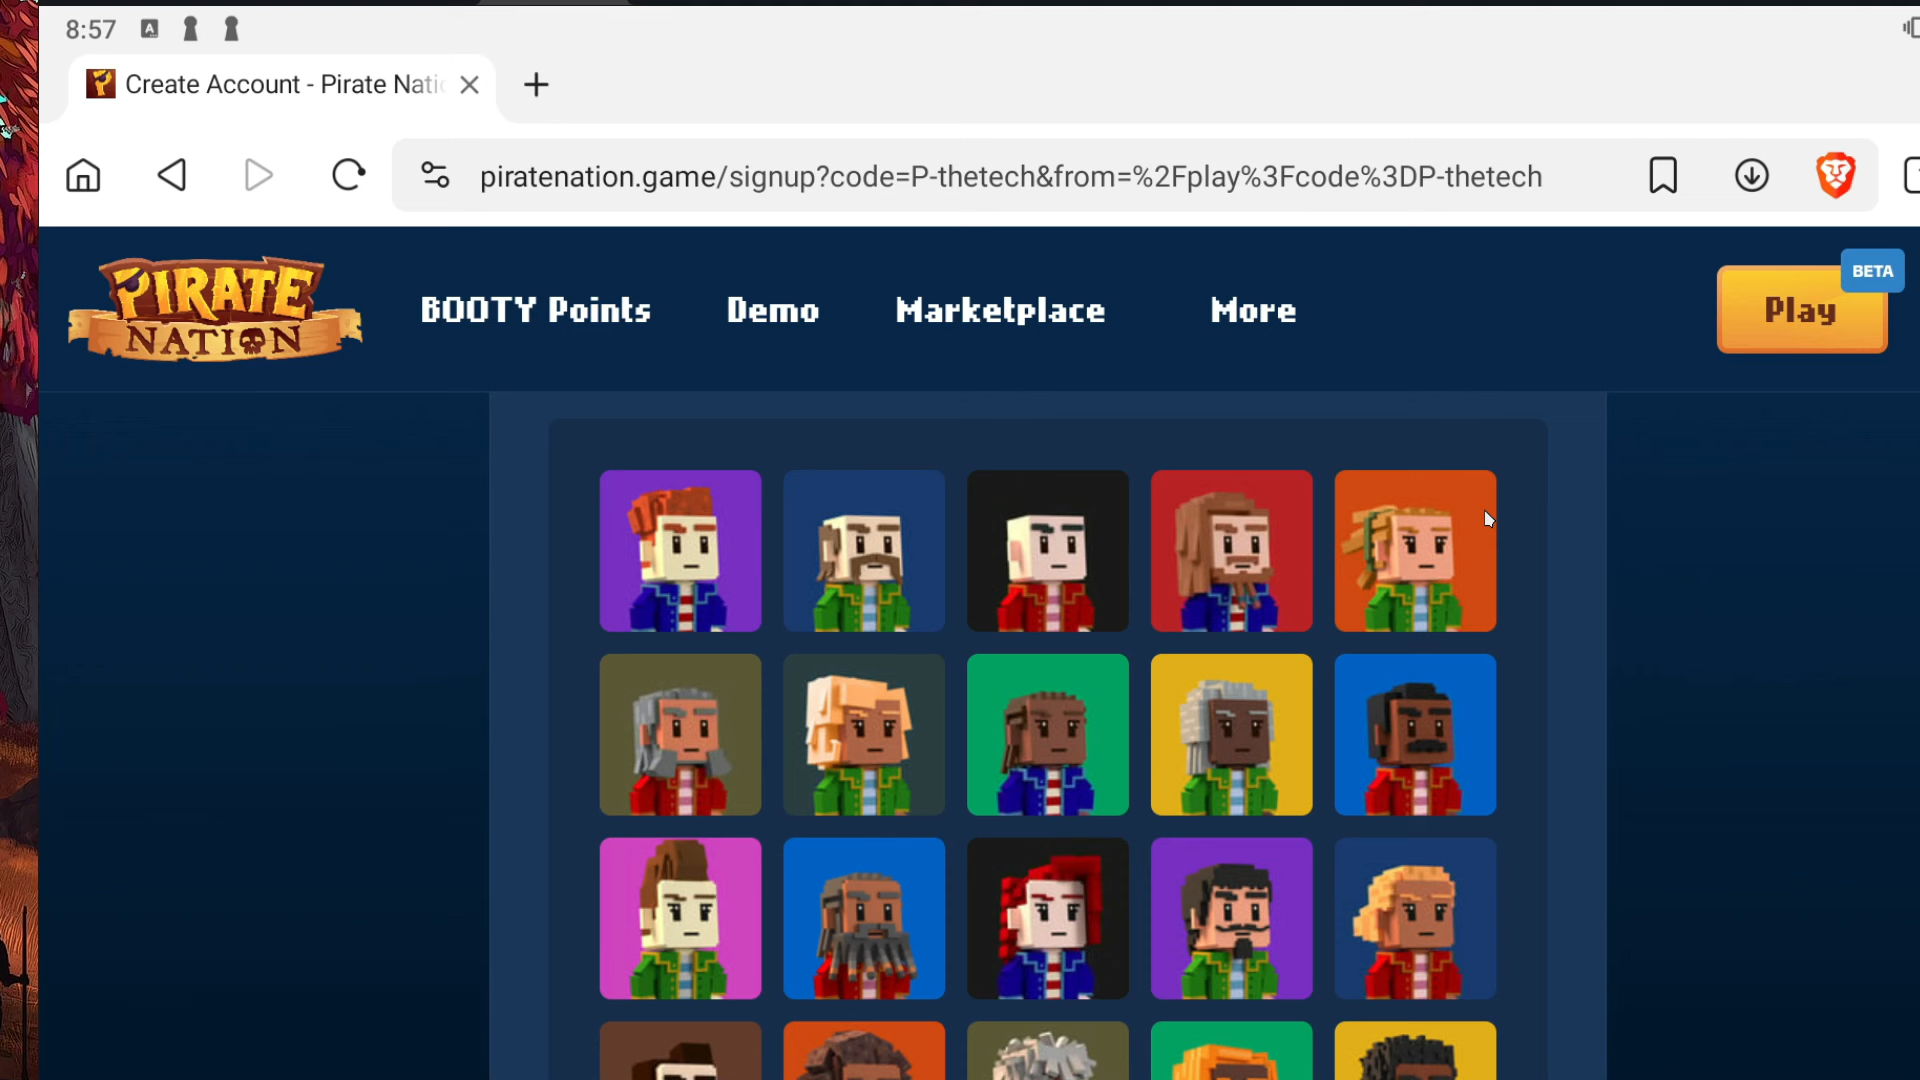 8:57
A
Create Account - Pirate Natio
piratenation.game/signup?code=P-thetech&from=%2Fplay%3Fcode%3DP-thetech
PIRATE
NATION
BOOTY Points
Demo
Marketplace
More
Play
BETA